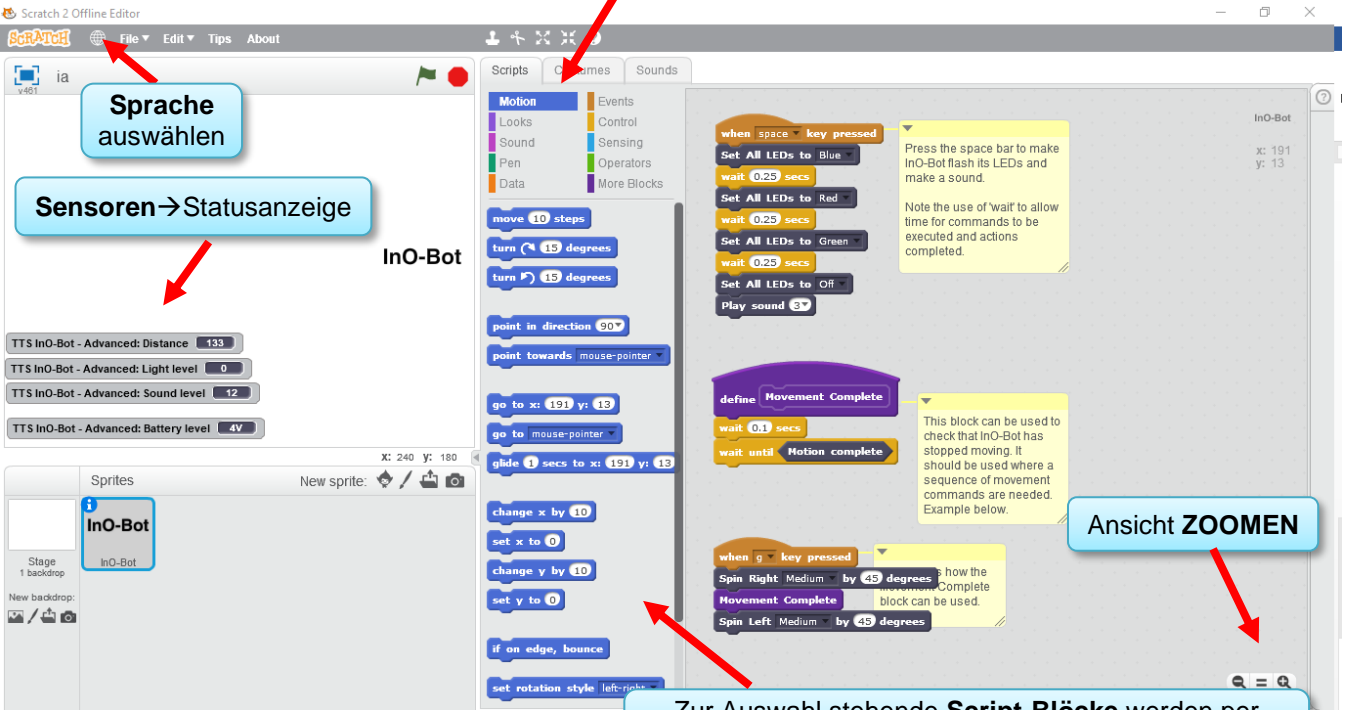 Scratch 2 Offline Editor
SCRATCH File Edit Tips About
v461 ia
Sprache
auswählen
Sensoren→Statusanzeige
InO-Bot
TTS InO-Bot - Advanced: Distance 133
TTS InO-Bot - Advanced: Light level 0
TTS InO-Bot - Advanced: Sound level 12
TTS InO-Bot - Advanced: Battery level 4V
X: 240 y: 180
Sprites New sprite:
InO-Bot
InO-Bot
Stage
1 backdrop
New backdrop:
Scripts Costumes Sounds
Motion Events
Looks Control
Sound Sensing
Pen Operators
Data More Blocks
move 10 steps
turn 15 degrees
turn 15 degrees
point in direction 90
point towards mouse-pointer
go to x: 191 y: 13
go to mouse-pointer
glide 1 secs to x: 191 y: 13
change x by 10
set x to 0
change y by 10
set y to 0
if on edge, bounce
set rotation style left-right
when space key pressed
Set All LEDs to Blue
wait 0.25 secs
Set All LEDs to Red
wait 0.25 secs
Set All LEDs to Green
wait 0.25 secs
Set All LEDs to Off
Play sound 3
Press the space bar to make
InO-Bot flash its LEDs and
make a sound.
Note the use of 'wait' to allow
time for commands to be
executed and actions
completed.
InO-Bot
x: 191
y: 13
define Movement Complete
wait 0.1 secs
wait until Motion complete
This block can be used to
check that InO-Bot has
stopped moving. It
should be used where a
sequence of movement
commands are needed.
Example below.
when g key pressed
Spin Right Medium by 45 degrees
Movement Complete
Spin Left Medium by 45 degrees
how the
Movement Complete
block can be used.
Ansicht ZOOMEN
Zur Auswahl stehende Script-Blöcke werden per